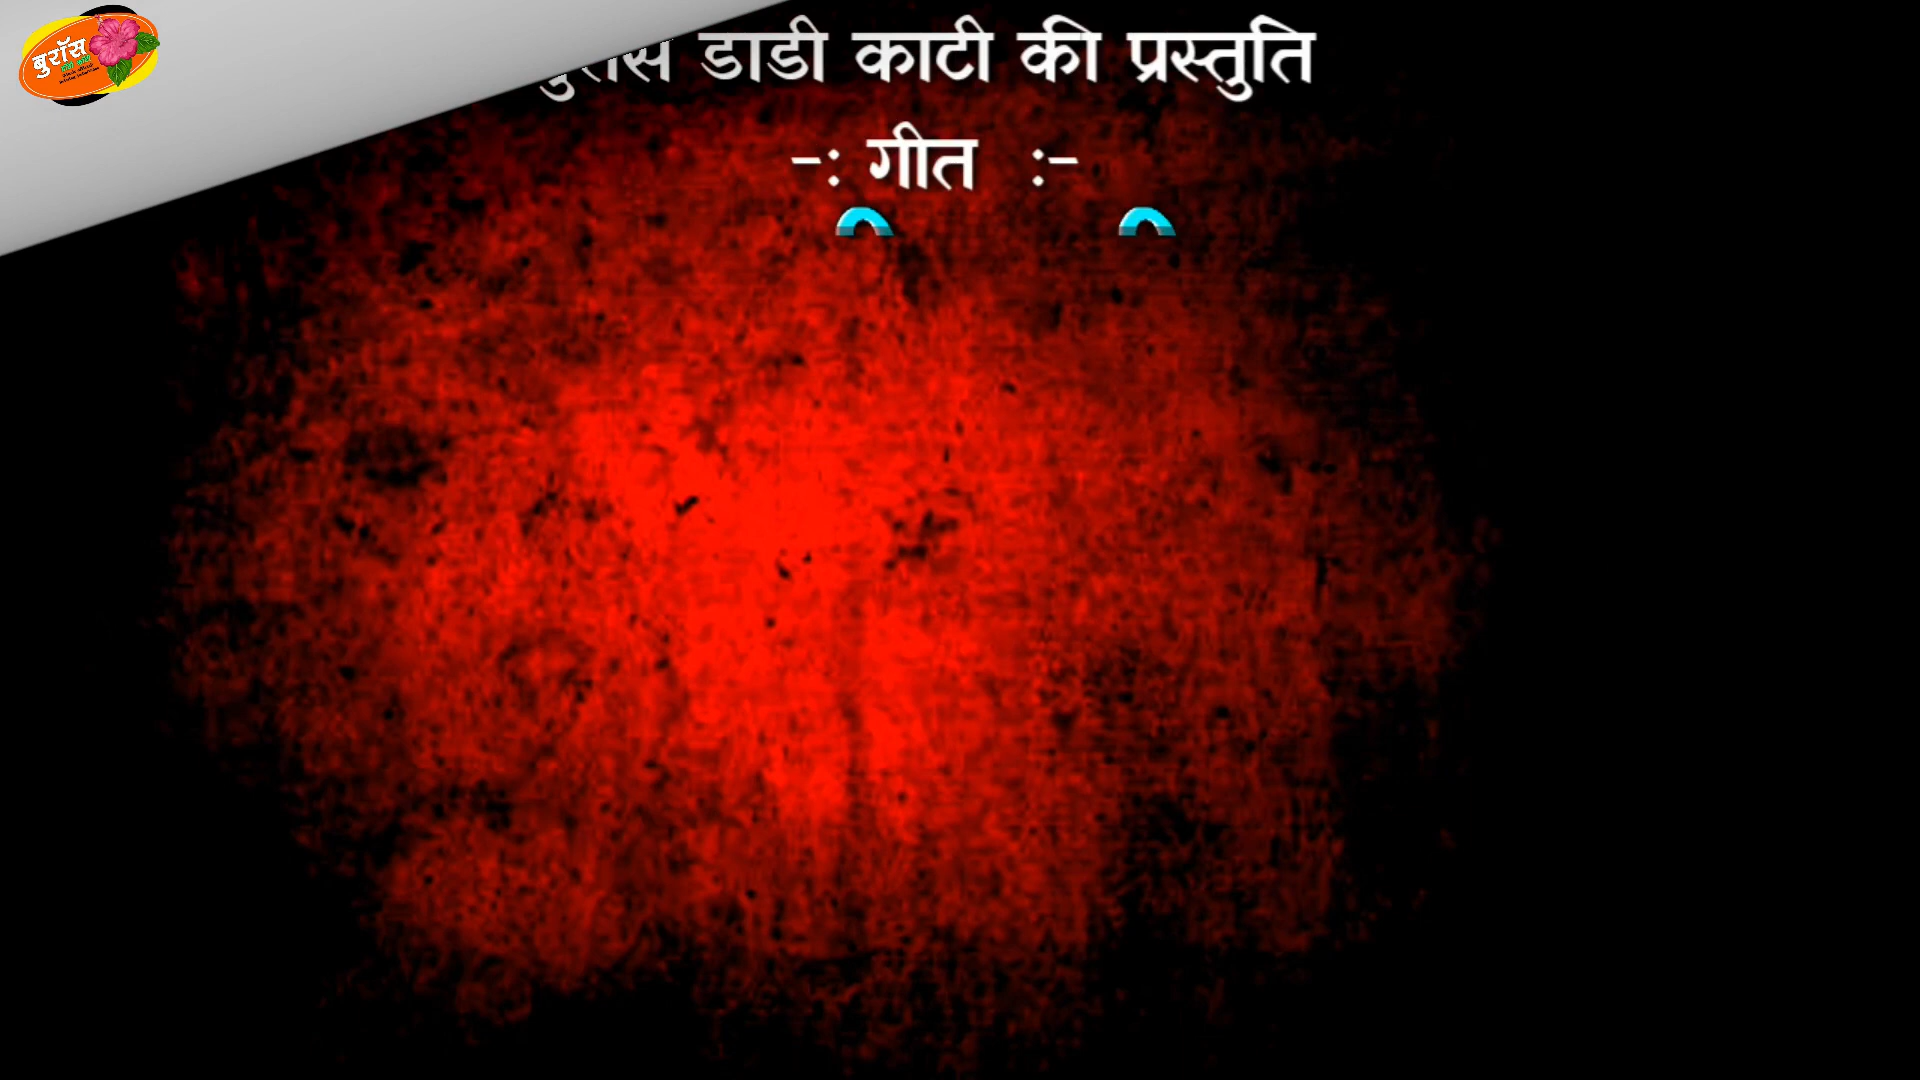 बुरॉस
डाडी काटी की प्रस्तुति
-: गीत :-